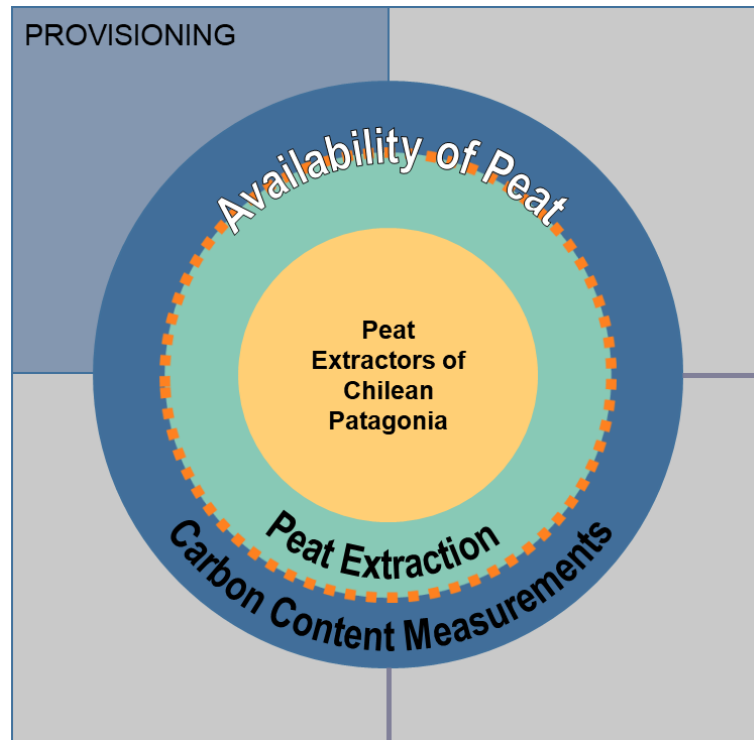 PROVISIONING
Availability of Peat
Peat
Extractors of
Chilean
Patagonia
Peat Extraction
Carbon Content Measurements